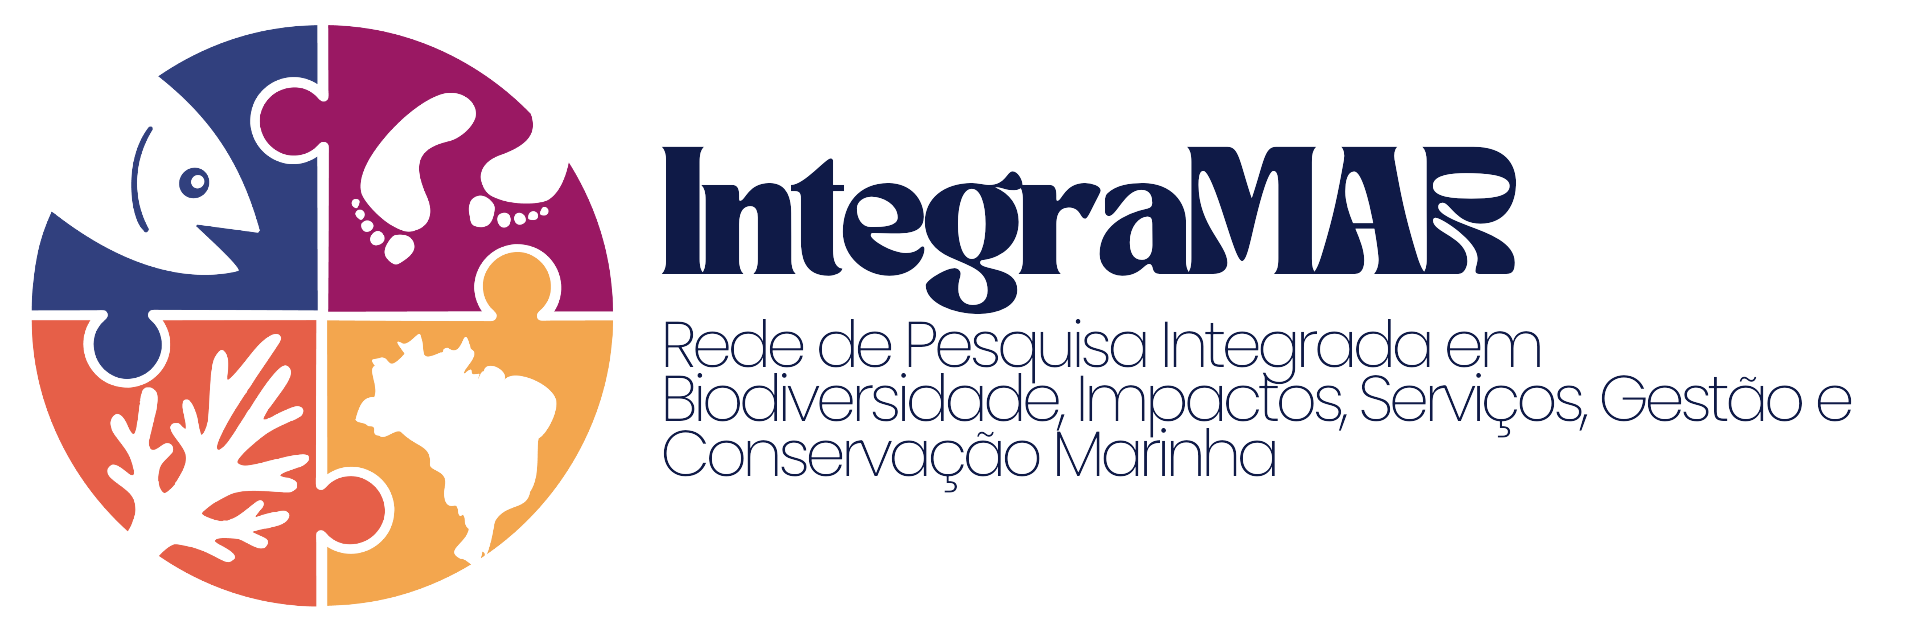 IntegraMAR
Rede de Pesquisa Integrada em
Biodiversidade, Impactos, Serviços, Gestão e
Conservação Marinha